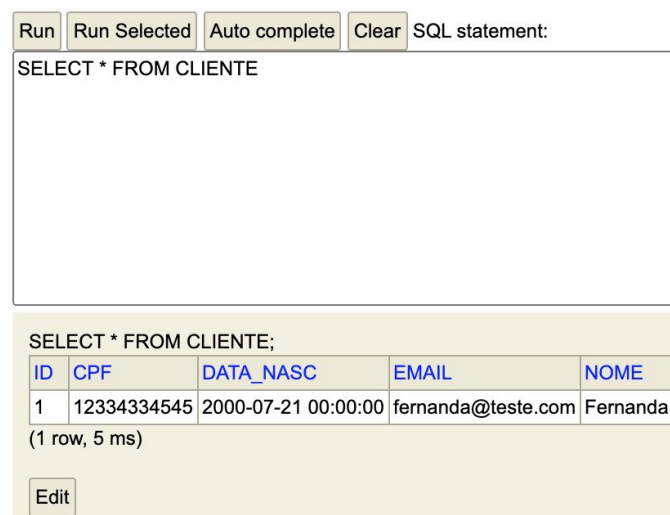 Run Run Selected Auto complete Clear SQL statement:
SELECT * FROM CLIENTE
SELECT * FROM CLIENTE;
ID CPF DATA_NASC EMAIL NOME
1 12334334545 2000-07-21 00:00:00 fernanda@teste.com Fernanda
(1 row, 5 ms)
Edit